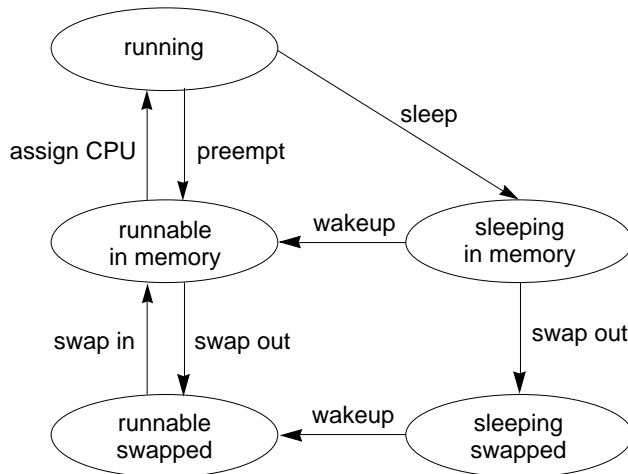 running
sleep
assign CPU
preempt
runnable
in memory
wakeup
sleeping
in memory
swap in
swap out
swap out
runnable
swapped
wakeup
sleeping
swapped